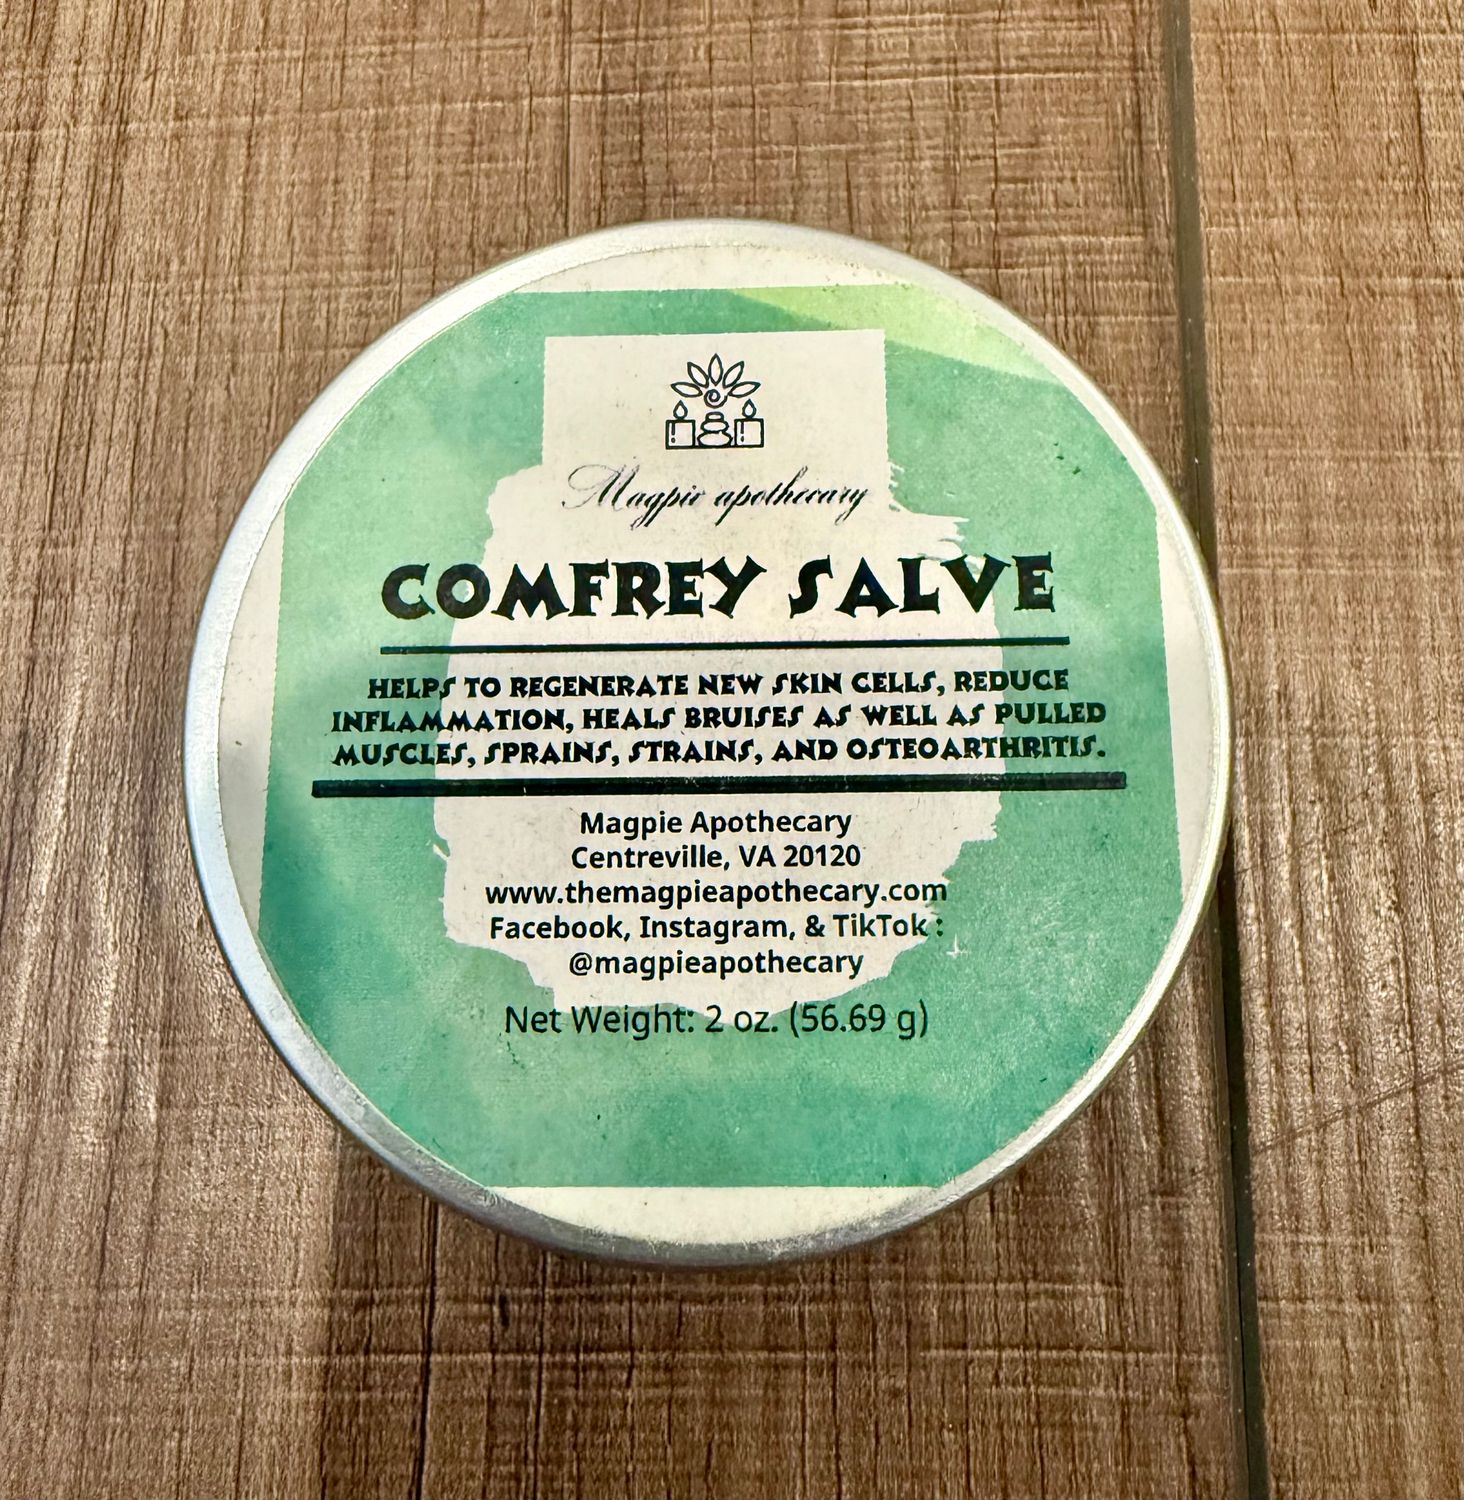 Magpie apothecary
COMFREY SALVE
HELPS TO REGENERATE NEW SKIN CELLS, REDUCE
INFLAMMATION, HEALS BRUISES AS WELL AS PULLED
MUSCLES, SPRAINS, STRAINS, AND OSTEOARTHRITIS.
Magpie Apothecary
Centreville, VA 20120
www.themagpieapothecary.com
Facebook, Instagram, & TikTok :
@magpieapothecary
Net Weight: 2 oz. (56.69 g)